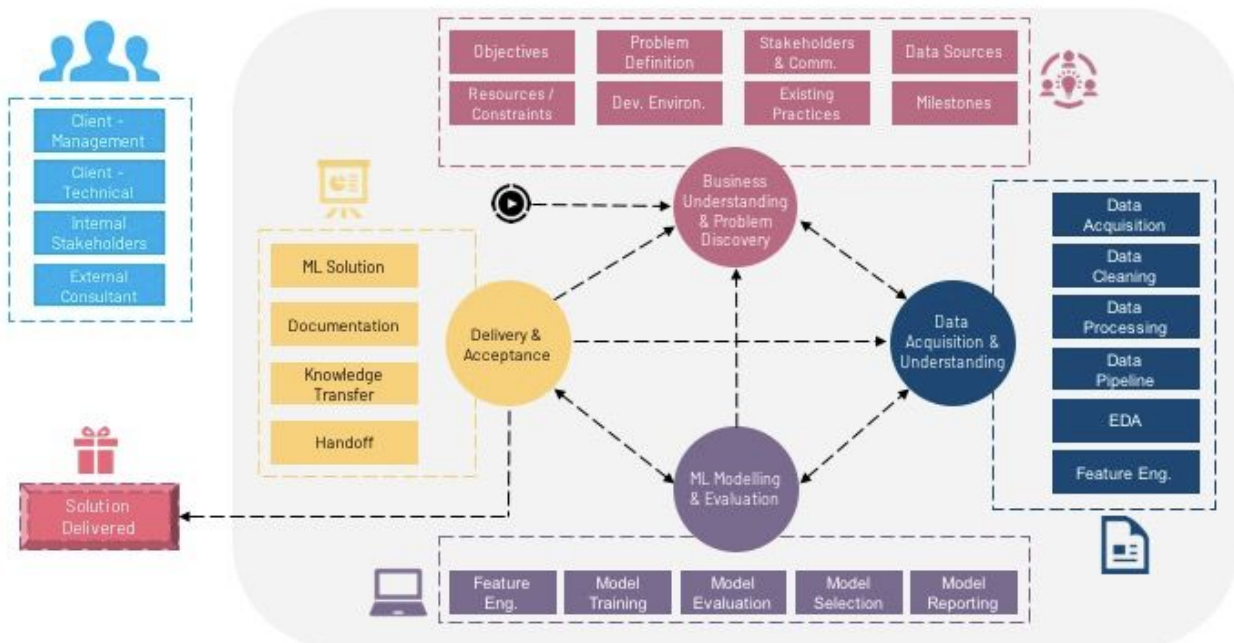 Objectives
Problem
Definition
Stakeholders
& Comm.
Data Sources
Resources /
Constraints
Dev. Environ.
Existing
Practices
Milestones
Client -
Management
Client -
Technical
Internal
Stakeholders
External
Consultant
Business
Understanding
& Problem
Discovery
Data
Acquisition
Data
Cleaning
Data
Processing
Data
Pipeline
EDA
Feature Eng.
ML Solution
Documentation
Knowledge
Transfer
Handoff
Delivery &
Acceptance
Data
Acquisition &
Understanding
ML Modelling
& Evaluation
Solution
Delivered
Feature
Eng.
Model
Training
Model
Evaluation
Model
Selection
Model
Reporting